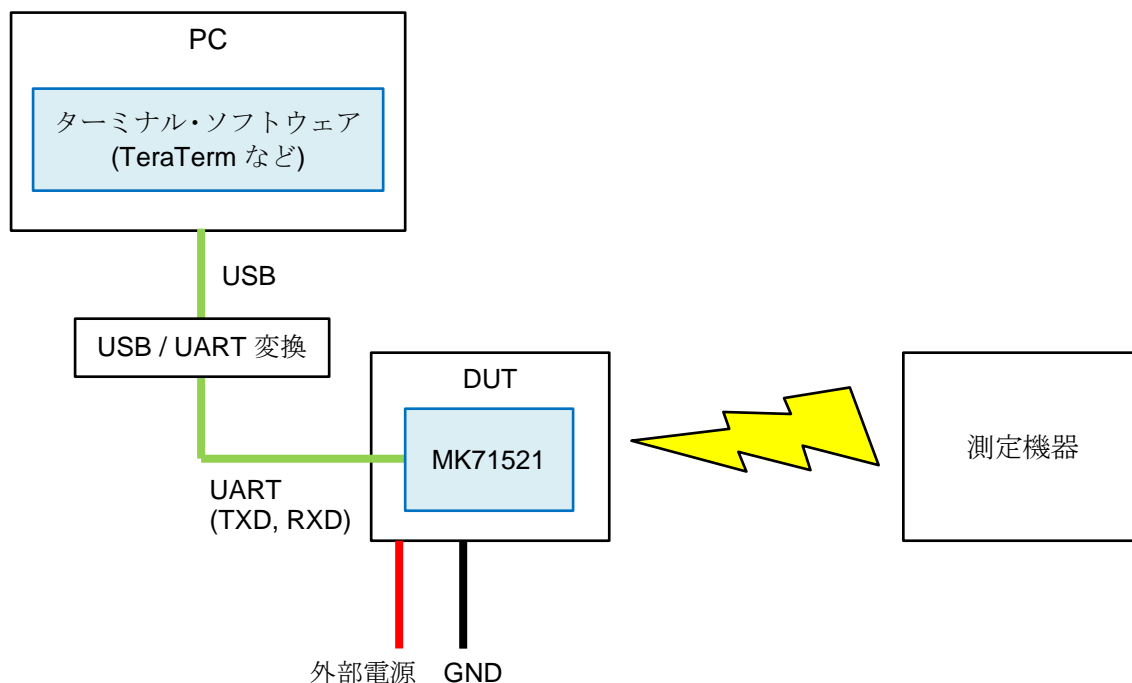 PC
ターミナル・ソフトウェア
(TeraTerm など)
USB
USB / UART 変換
DUT
MK71521
測定機器
UART
(TXD, RXD)
外部電源 GND